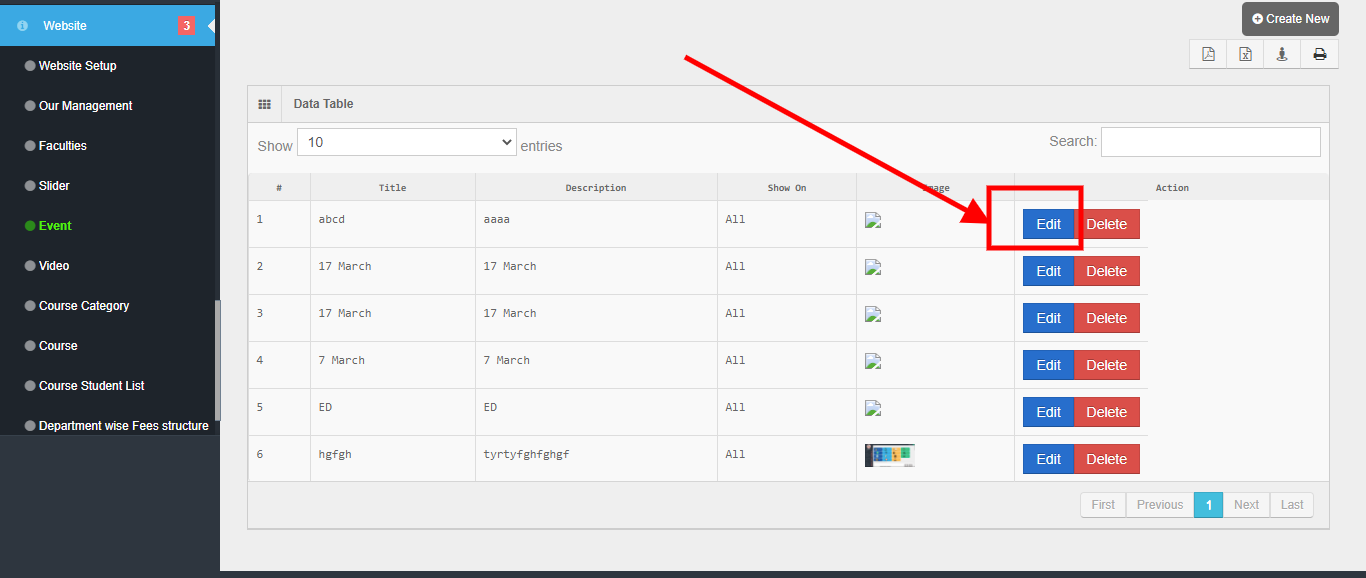 Website 3
Website Setup
Our Management
Faculties
Slider
Event
Video
Course Category
Course
Course Student List
Department wise Fees structure
Create New
Data Table
Show 10 entries Search:
# Title Description Show On Image Action
1 abcd aaaa All Edit Delete
2 17 March 17 March All Edit Delete
3 17 March 17 March All Edit Delete
4 7 March 7 March All Edit Delete
5 ED ED All Edit Delete
6 hgfgh tyrtyfghfghgf All Edit Delete
First Previous 1 Next Last